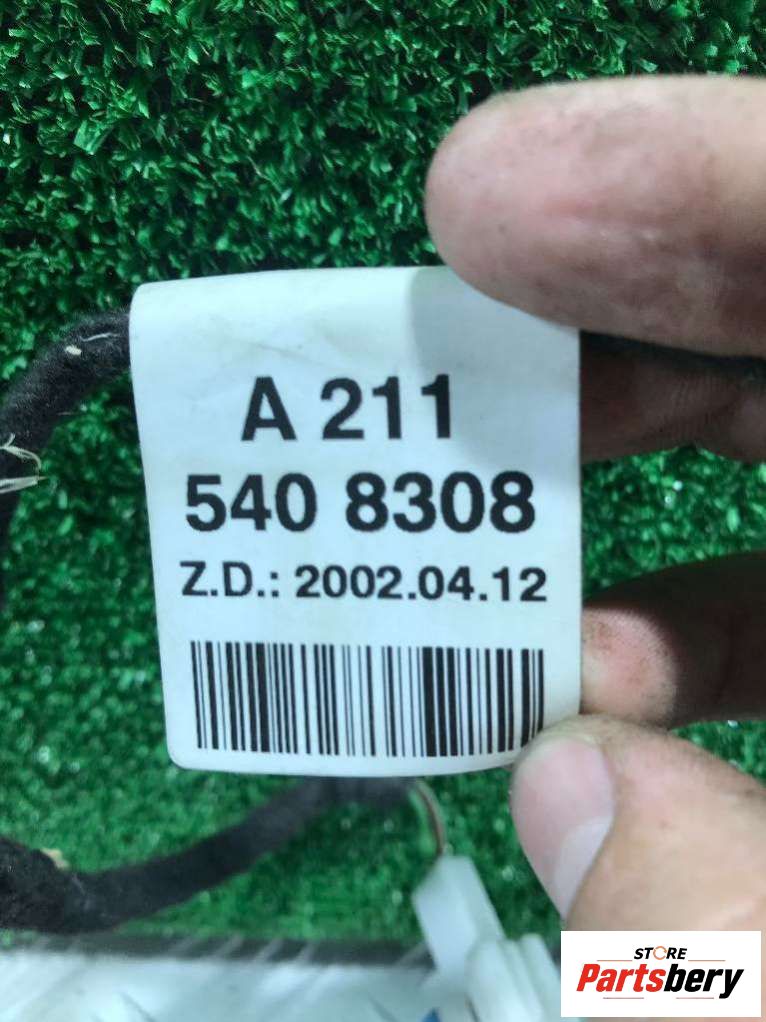 A 211
540 8308
Z.D.: 2002.04.12
STORE
Partsbery